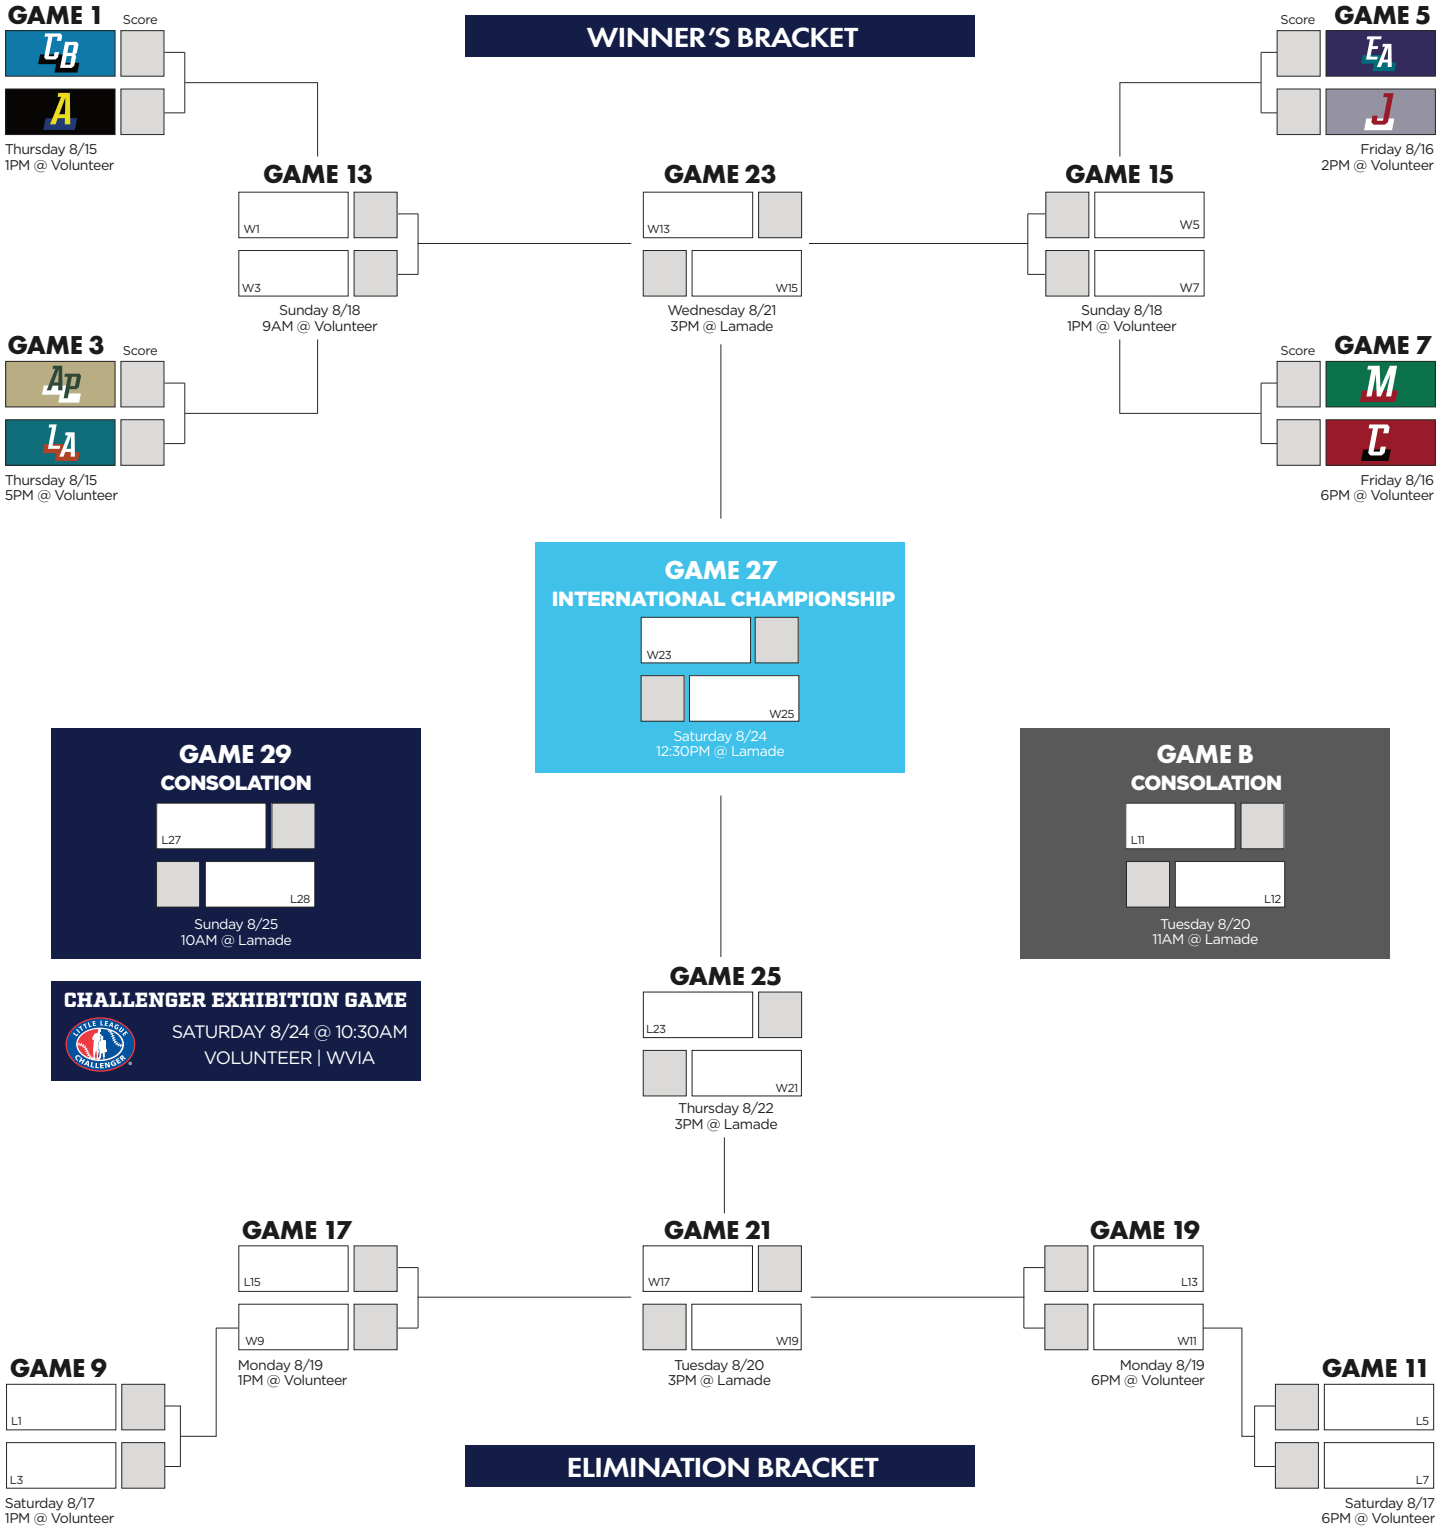 WINNER'S BRACKET
GAME 1
Score
CB
A
Thursday 8/15
1PM @ Volunteer
Score
GAME 5
EA
J
Friday 8/16
2PM @ Volunteer
GAME 13
W1
W3
Sunday 8/18
9AM @ Volunteer
GAME 23
W13
W15
Wednesday 8/21
3PM @ Lamade
GAME 15
W5
W7
Sunday 8/18
1PM @ Volunteer
GAME 3
Score
AP
LA
Thursday 8/15
5PM @ Volunteer
Score
GAME 7
M
C
Friday 8/16
6PM @ Volunteer
GAME 27
INTERNATIONAL CHAMPIONSHIP
W23
W25
Saturday 8/24
12:30PM @ Lamade
GAME 29
CONSOLATION
L27
L28
Sunday 8/25
10AM @ Lamade
GAME B
CONSOLATION
L11
L12
Tuesday 8/20
11AM @ Lamade
CHALLENGER EXHIBITION GAME
LITTLE LEAGUE
CHALLENGER
SATURDAY 8/24 @ 10:30AM
VOLUNTEER | WVIA
GAME 25
L23
W21
Thursday 8/22
3PM @ Lamade
GAME 17
L15
W9
Monday 8/19
1PM @ Volunteer
GAME 21
W17
W19
Tuesday 8/20
3PM @ Lamade
GAME 19
L13
W11
Monday 8/19
6PM @ Volunteer
GAME 9
L1
L3
Saturday 8/17
1PM @ Volunteer
GAME 11
L5
L7
Saturday 8/17
6PM @ Volunteer
ELIMINATION BRACKET